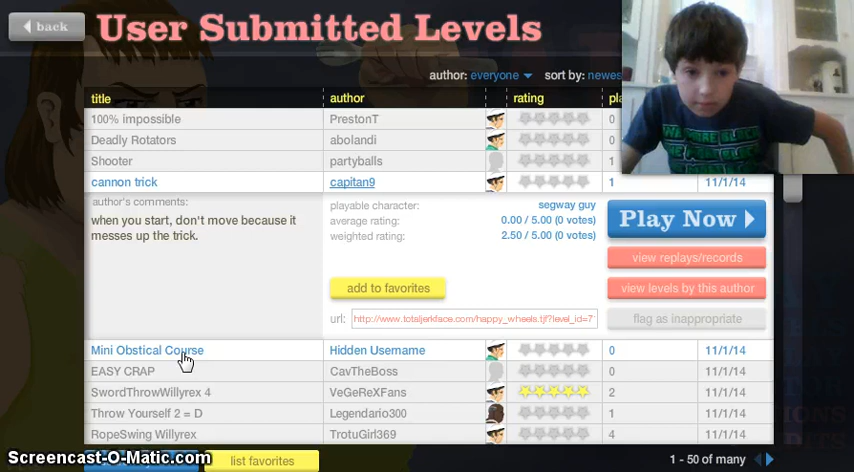 back
User Submitted Levels
author: everyone sort by: newes
title author rating pla
100% impossible PrestonT 0
Deadly Rotators abolandi 0
Shooter partyballs 1
cannon trick capitan9 1 11/1/14
author's comments:
when you start, don't move because it
messes up the trick.
playable character: segway guy
average rating: 0.00 / 5.00 (0 votes)
weighted rating: 2.50 / 5.00 (0 votes)
Play Now
view replays/records
add to favorites
view levels by this author
url: http://www.totaljerkface.com/happy_wheels.tjf?level_id=7
flag as inappropriate
Mini Obstical Course Hidden Username 0 11/1/14
EASY CRAP CavTheBoss 0 11/1/14
SwordThrowWillyrex 4 VeGeReXFans 2 11/1/14
Throw Yourself 2 = D Legendario300 1 11/1/14
RopeSwing Willyrex TrotuGirl369 4 11/1/14
Screencast-O-Matic.com
list favorites
1 - 50 of many